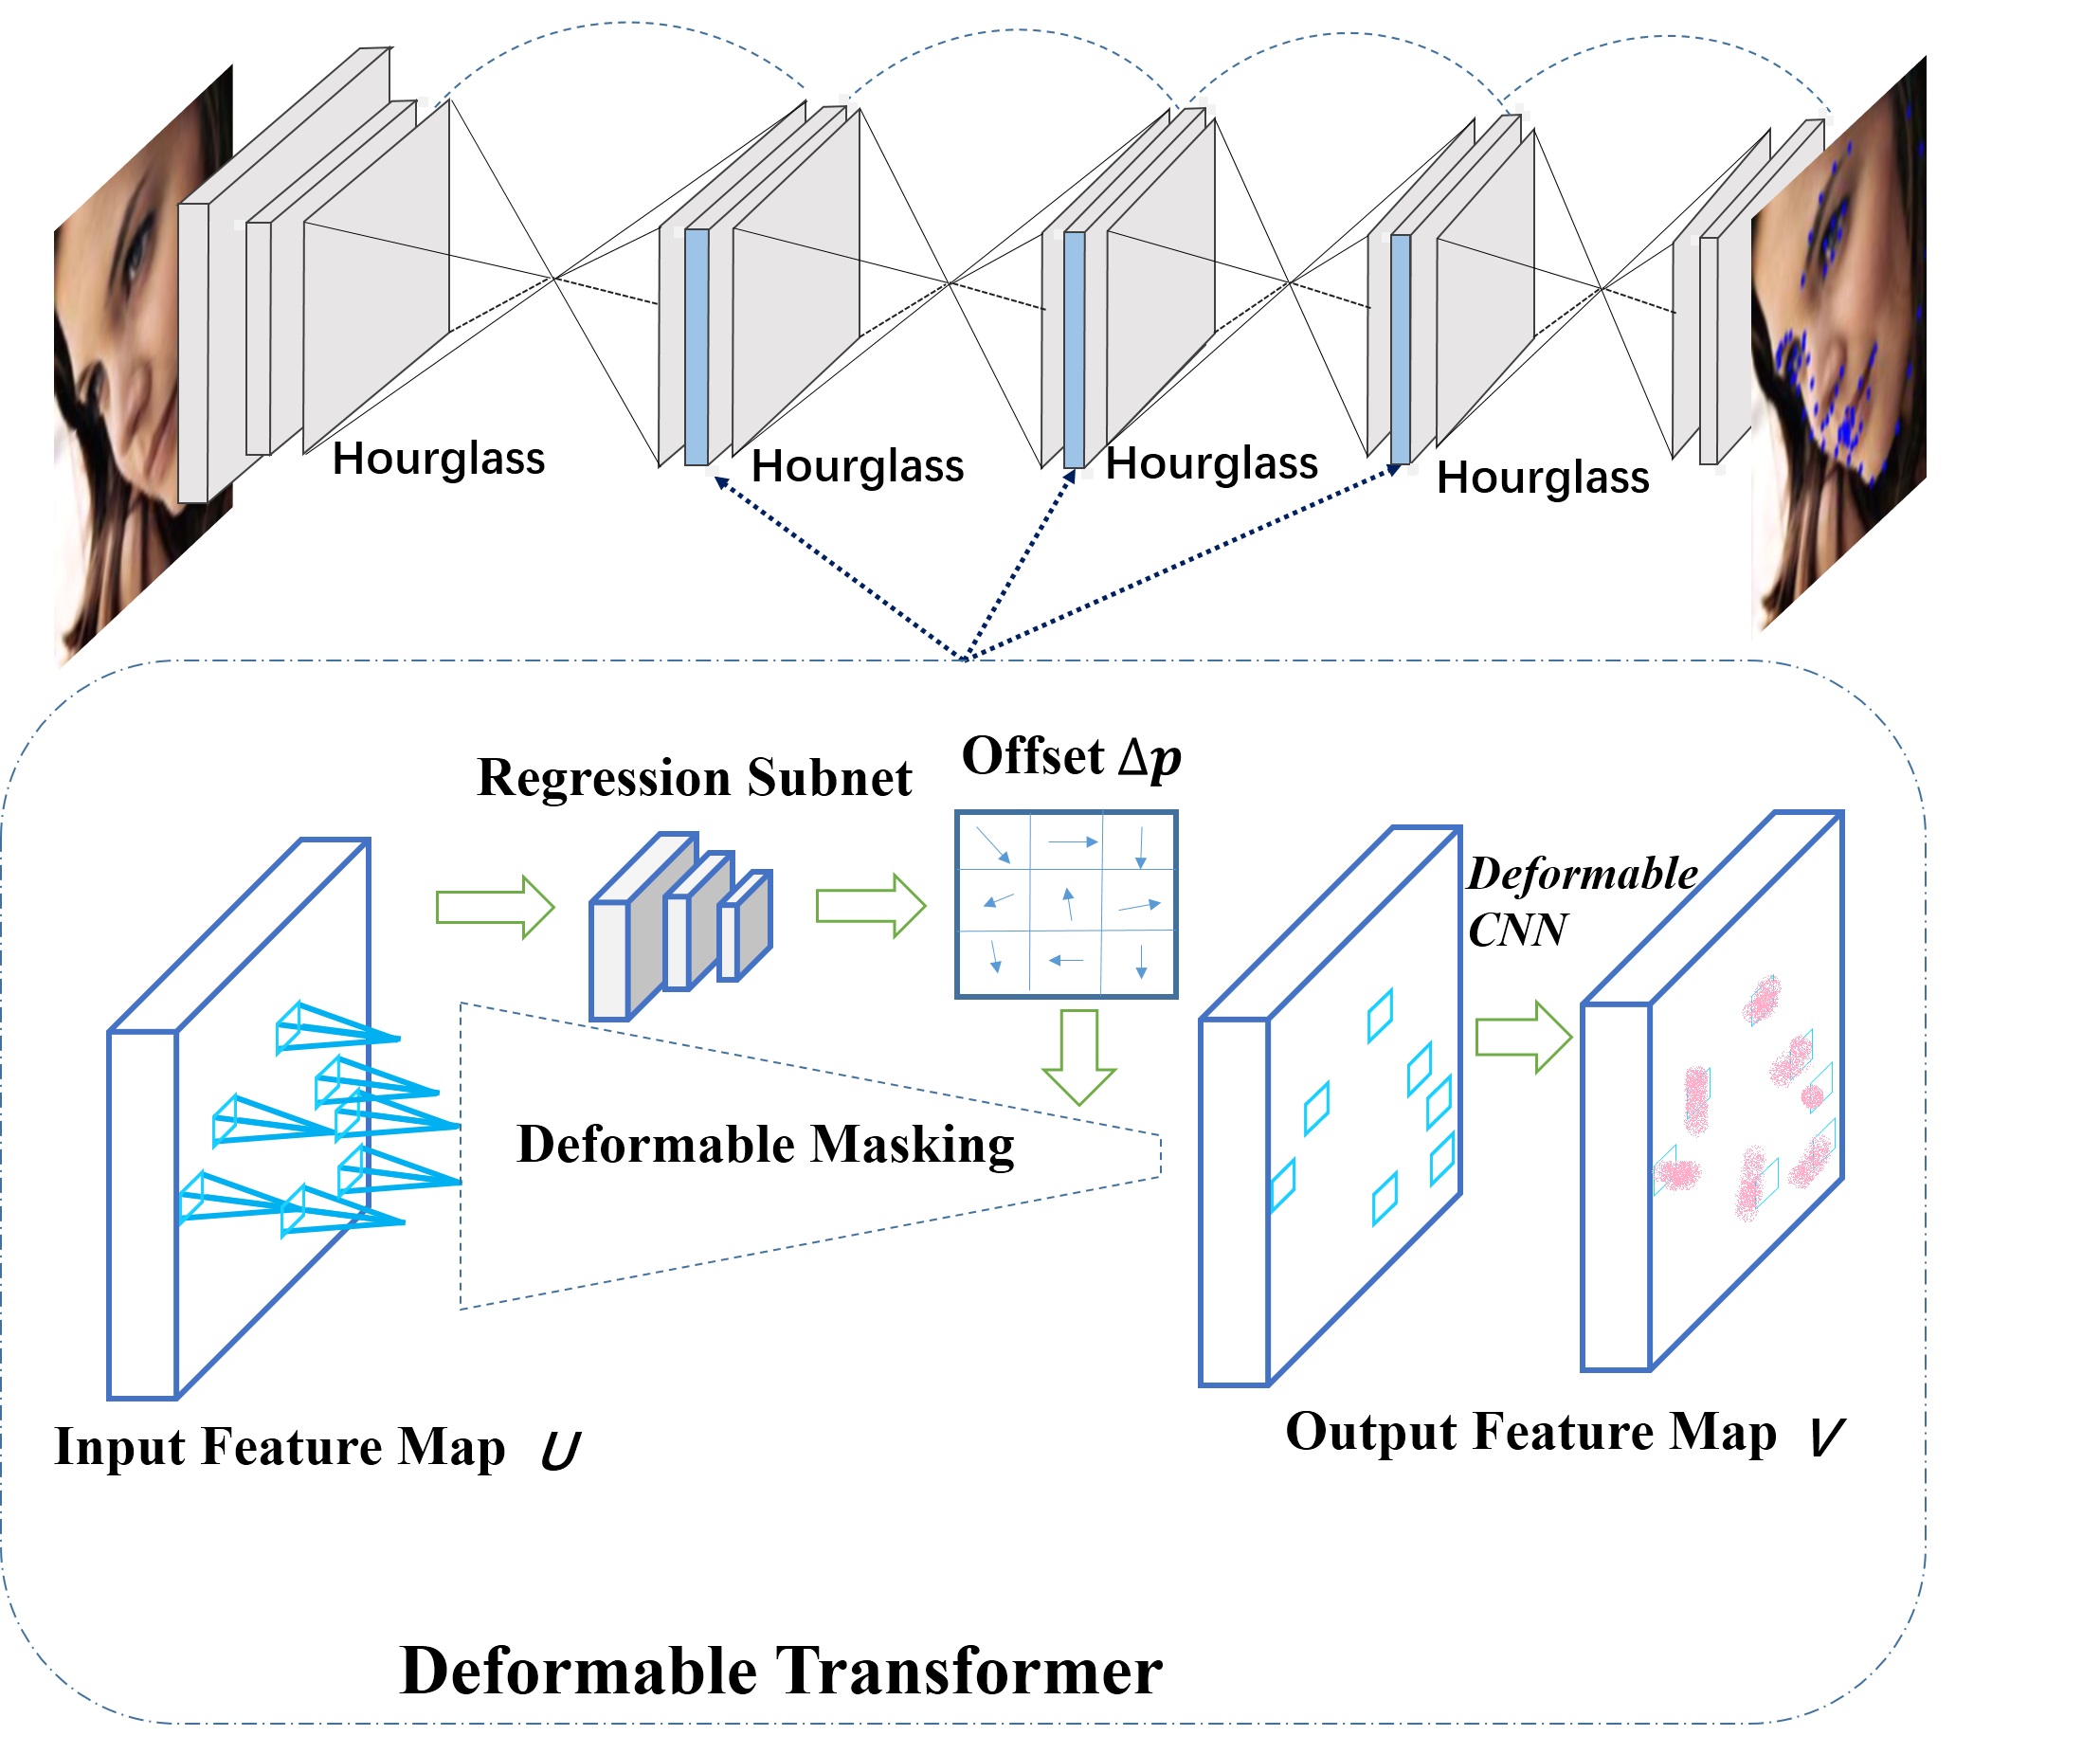 Hourglass
Hourglass
Hourglass
Hourglass
Regression Subnet
Offset Δp
Deformable
CNN
Deformable Masking
Input Feature Map U
Output Feature Map V
Deformable Transformer